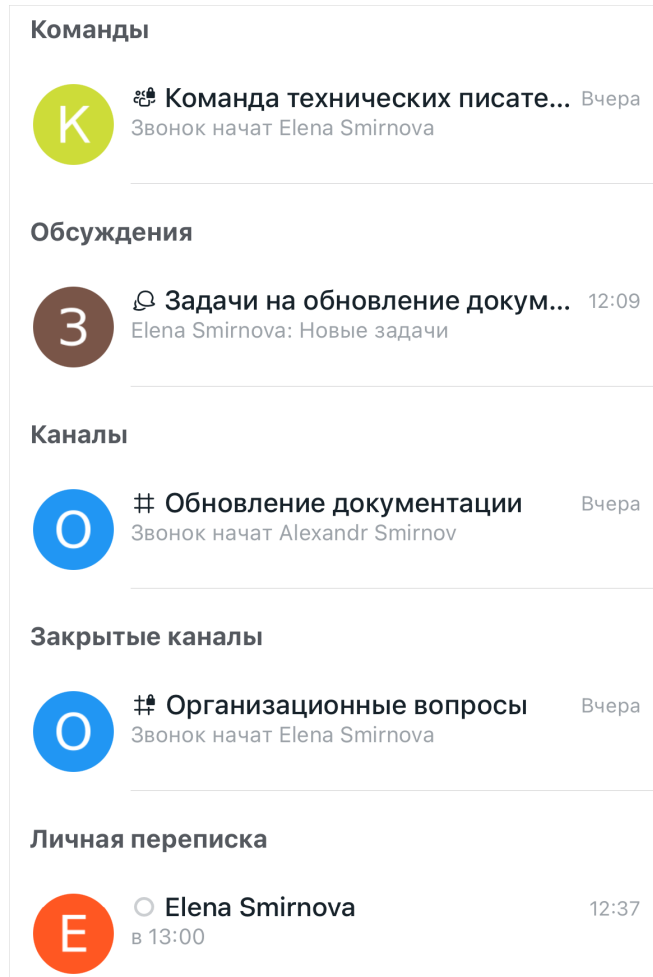 Команды
К
Команда технических писате... Вчера
Звонок начат Elena Smirnova
Обсуждения
З
Задачи на обновление докум... 12:09
Elena Smirnova: Новые задачи
Каналы
О
Обновление документации Вчера
Звонок начат Alexandr Smirnov
Закрытые каналы
О
Организационные вопросы Вчера
Звонок начат Elena Smirnova
Личная переписка
E
Elena Smirnova 12:37
в 13:00